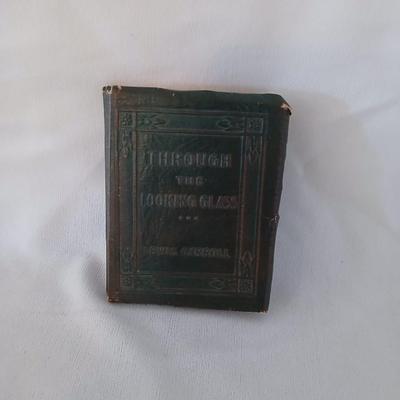 THROUGH
THE
LOOKING GLASS
LEWIS CARROLL